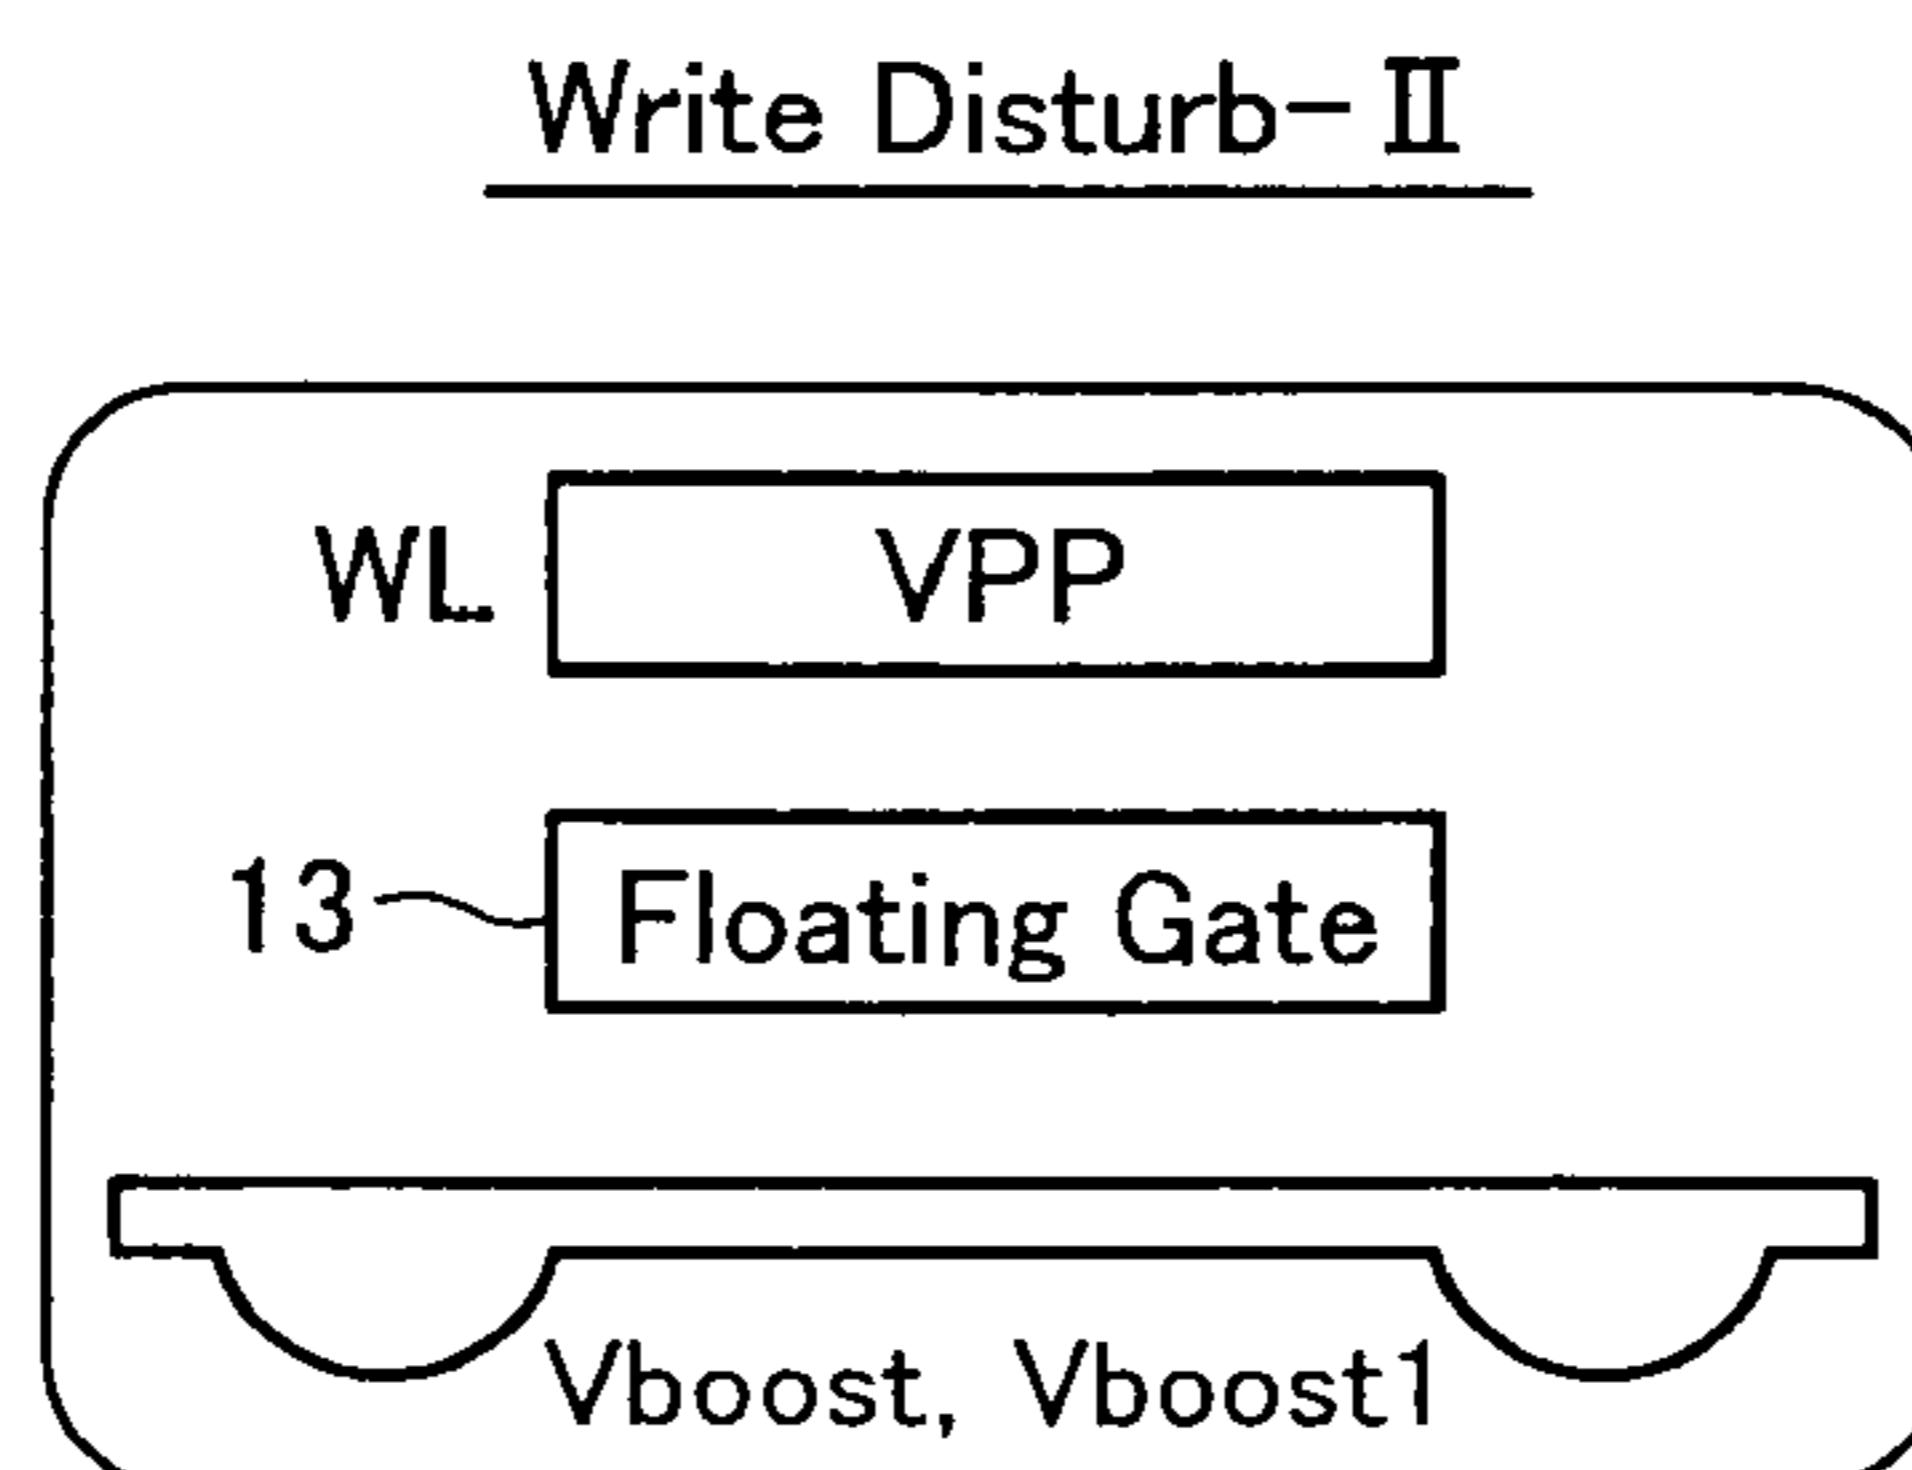 Write Disturb-II
WL VPP
13 Floating Gate
Vboost, Vboost1